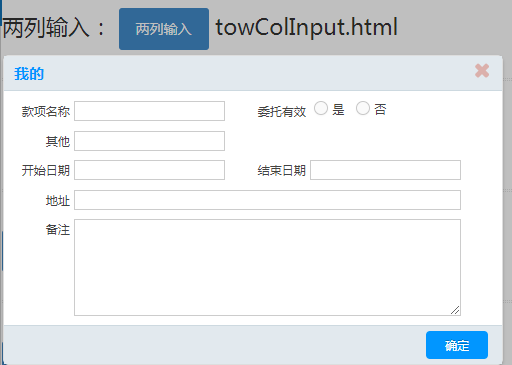 两列输入： 两列输入 towColInput.html
我的
款项名称 委托有效 是 否
其他
开始日期 结束日期
地址
备注
确定